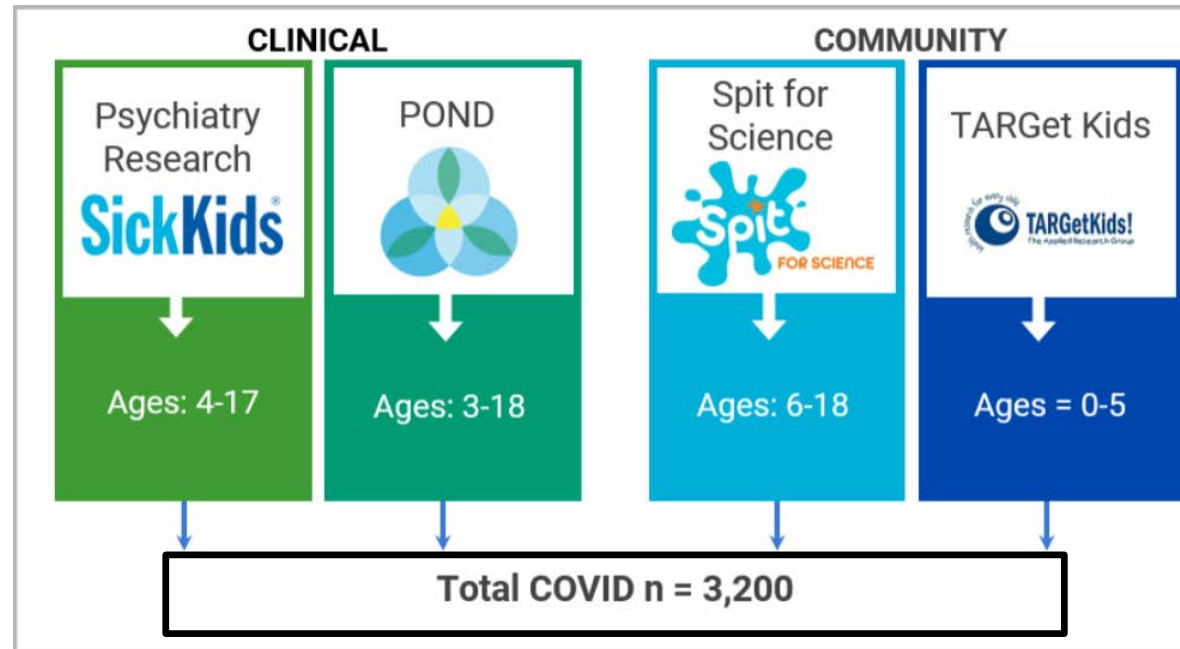 CLINICAL
COMMUNITY
Psychiatry
Research
SickKids®
Ages: 4-17
POND
Ages: 3-18
Spit for
Science
Spit
FOR SCIENCE
Ages: 6-18
TARGet Kids
TARGetKids!
The Applied Research Group
Ages = 0-5
Total COVID n = 3,200